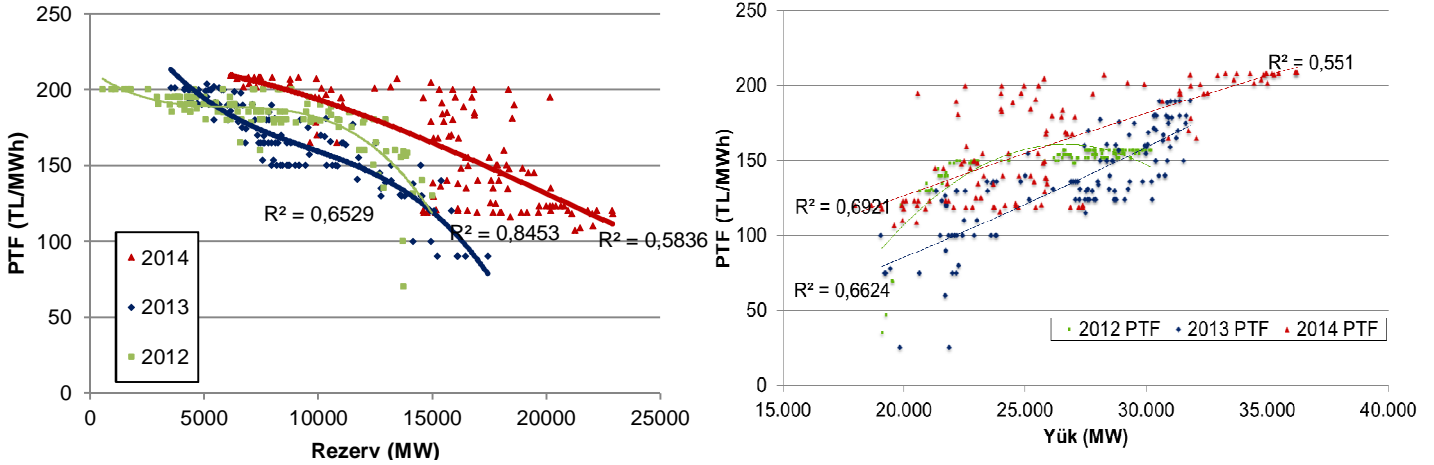 250
200
150
100
50
0
PTF (TL/MWh)
0 5000 10000 15000 20000 25000
Rezerv (MW)
R² = 0,6529
R² = 0,8453
R² = 0,5836
2014
2013
2012
250
200
150
100
50
0
PTF (TL/MWh)
15.000 20.000 25.000 30.000 35.000 40.000
Yük (MW)
R² = 0,551
R² = 0,6921
R² = 0,6624
2012 PTF 2013 PTF 2014 PTF